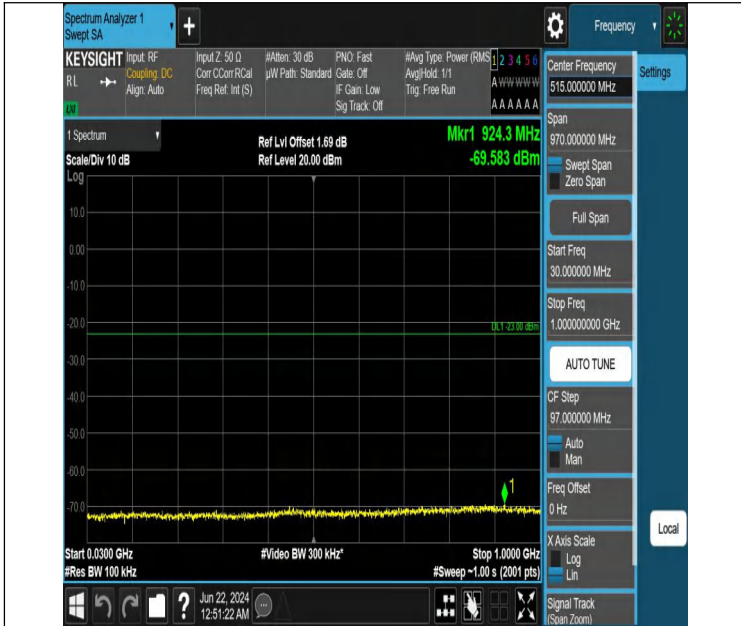 Spectrum Analyzer 1
Swept SA
+
Frequency
KEYSIGHT
RL
Input: RF
Coupling: DC
Align: Auto
Input Z: 50 Ω
Corr CCorr RCal
Freq Ref: Int (S)
#Atten: 30 dB
µW Path: Standard
PNO: Fast
Gate: Off
IF Gain: Low
Sig Track: Off
#Avg Type: Power (RMS
Avg|Hold: 1/1
Trig: Free Run
1 2 3 4 5 6
A W W W W W
A A A A A A
1 Spectrum
Scale/Div 10 dB
Ref Lvl Offset 1.69 dB
Ref Level 20.00 dBm
Mkr1 924.3 MHz
-69.583 dBm
Log
10.0
0.00
-10.0
-20.0
DL1 -23.00 dBm
-30.0
-40.0
-50.0
-60.0
-70.0
1
Start 0.0300 GHz
#Res BW 100 kHz
#Video BW 300 kHz*
Stop 1.0000 GHz
#Sweep ~1.00 s (2001 pts)
?
Jun 22, 2024
12:51:22 AM
Center Frequency
515.000000 MHz
Settings
Span
970.000000 MHz
Swept Span
Zero Span
Full Span
Start Freq
30.000000 MHz
Stop Freq
1.000000000 GHz
AUTO TUNE
CF Step
97.000000 MHz
Auto
Man
Freq Offset
0 Hz
X Axis Scale
Log
Lin
Local
Signal Track
(Span Zoom)